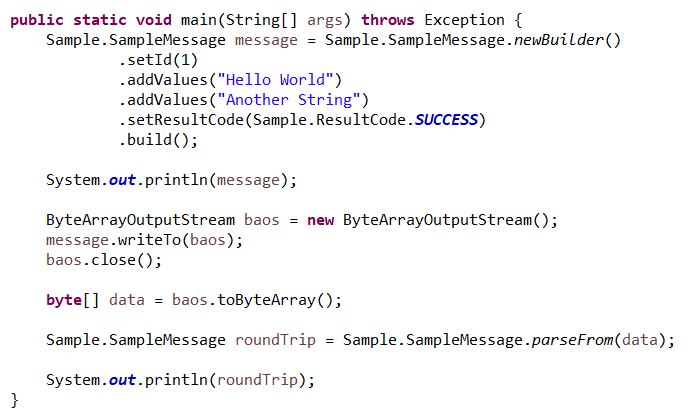 public static void main(String[] args) throws Exception {
    Sample.SampleMessage message = Sample.SampleMessage.newBuilder()
            .setId(1)
            .addValues("Hello World")
            .addValues("Another String")
            .setResultCode(Sample.ResultCode.SUCCESS)
            .build();

    System.out.println(message);

    ByteArrayOutputStream baos = new ByteArrayOutputStream();
    message.writeTo(baos);
    baos.close();

    byte[] data = baos.toByteArray();

    Sample.SampleMessage roundTrip = Sample.SampleMessage.parseFrom(data);

    System.out.println(roundTrip);
}